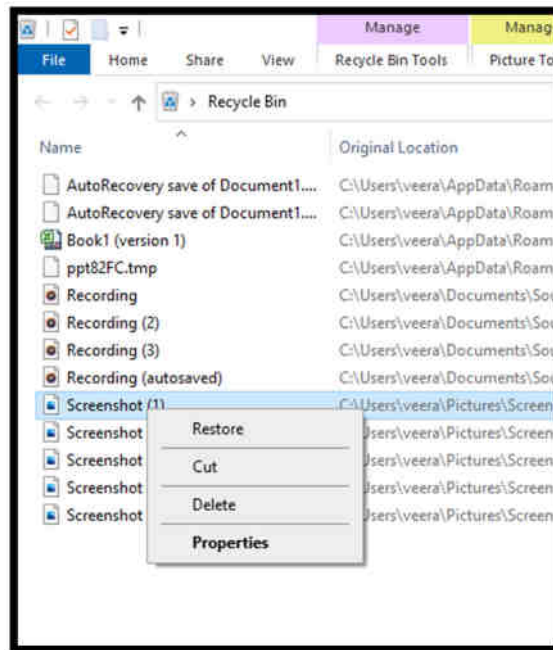 Manage Manag
File Home Share View Recycle Bin Tools Picture To
Recycle Bin
Name Original Location
AutoRecovery save of Document1.... C:\Users\veera\AppData\Roam
AutoRecovery save of Document1.... C:\Users\veera\AppData\Roam
Book1 (version 1) C:\Users\veera\AppData\Roam
ppt82FC.tmp C:\Users\veera\AppData\Roam
Recording C:\Users\veera\Documents\Sou
Recording (2) C:\Users\veera\Documents\Sou
Recording (3) C:\Users\veera\Documents\Sou
Recording (autosaved) C:\Users\veera\Documents\Sou
Screenshot (1) C:\Users\veera\Pictures\Screen
Screenshot Users\veera\Pictures\Screen
Screenshot Users\veera\Pictures\Screen
Screenshot Users\veera\Pictures\Screen
Screenshot Users\veera\Pictures\Screen
Restore
Cut
Delete
Properties